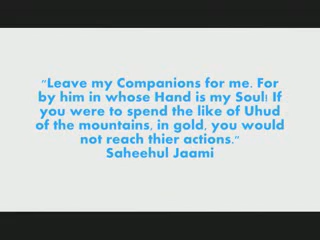 "Leave my Companions for me. For
by him in whose Hand is my Soul! If
you were to spend the like of Uhud
of the mountains, in gold, you would
not reach thier actions."
Saheehul Jaami